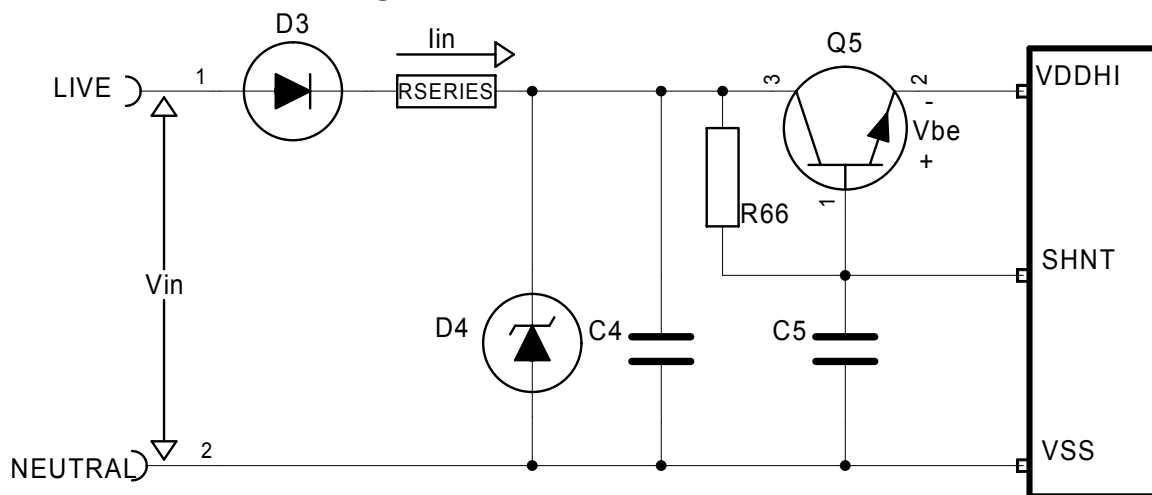 D3
Iin
Q5
LIVE
1
RSERIES
3
2
VDDHI
-
Vbe
+
R66
1
SHNT
Vin
D4
C4
C5
NEUTRAL
2
VSS